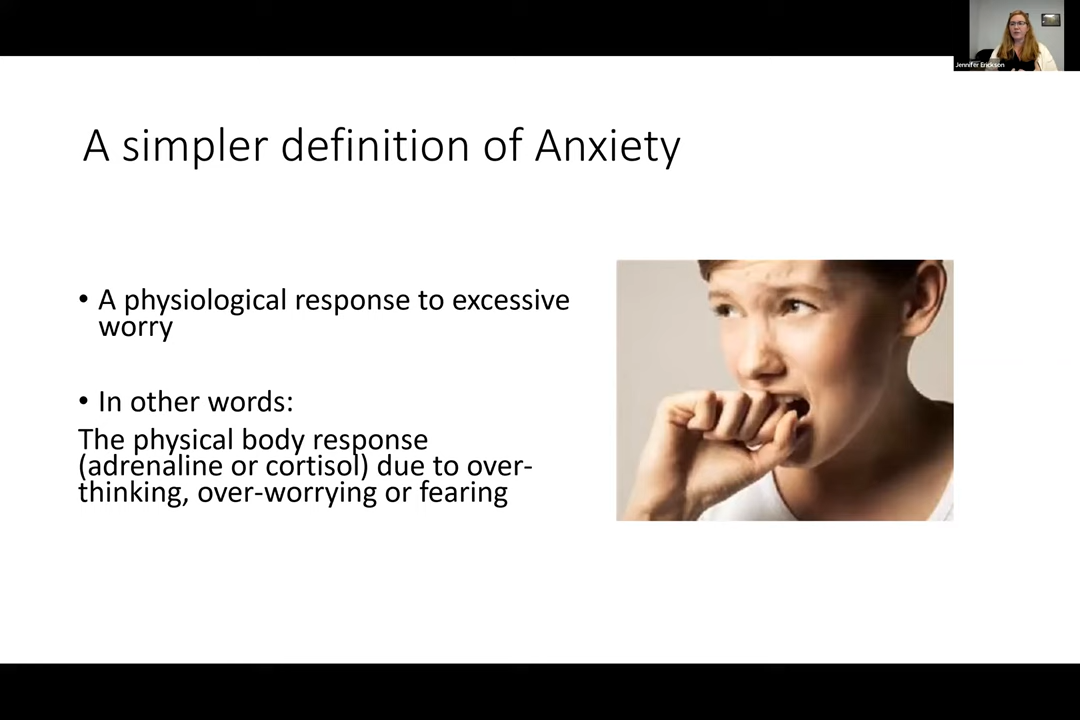 Jennifer Erickson
A simpler definition of Anxiety
• A physiological response to excessive
worry
• In other words:
The physical body response
(adrenaline or cortisol) due to over-
thinking, over-worrying or fearing